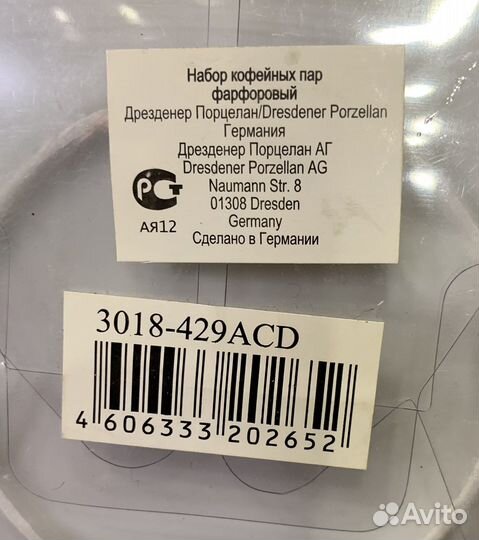 Набор кофейных пар
фарфоровый
Дрезденер Порцелан/Dresdener Porzellan
Германия
Дрезденер Порцелан АГ
Dresdener Porzellan AG
Naumann Str. 8
01308 Dresden
Germany
Сделано в Германии
РСТ
АЯ12
3018-429ACD
4 606333 202652
Avito